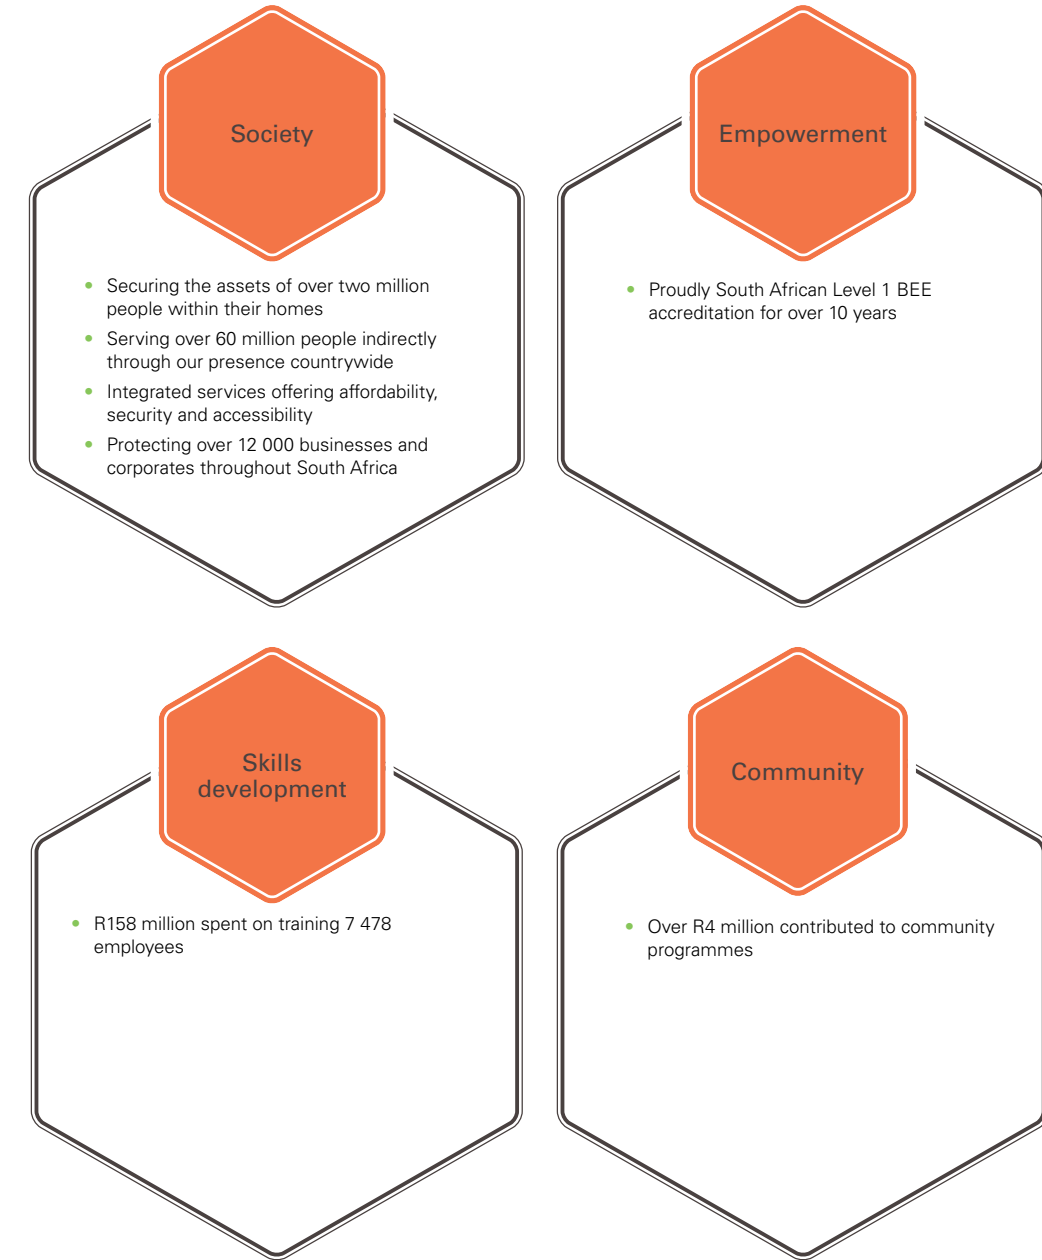 Society
• Securing the assets of over two million
people within their homes
• Serving over 60 million people indirectly
through our presence countrywide
• Integrated services offering affordability,
security and accessibility
• Protecting over 12 000 businesses and
corporates throughout South Africa
Empowerment
• Proudly South African Level 1 BEE
accreditation for over 10 years
Skills
development
• R158 million spent on training 7 478
employees
Community
• Over R4 million contributed to community
programmes